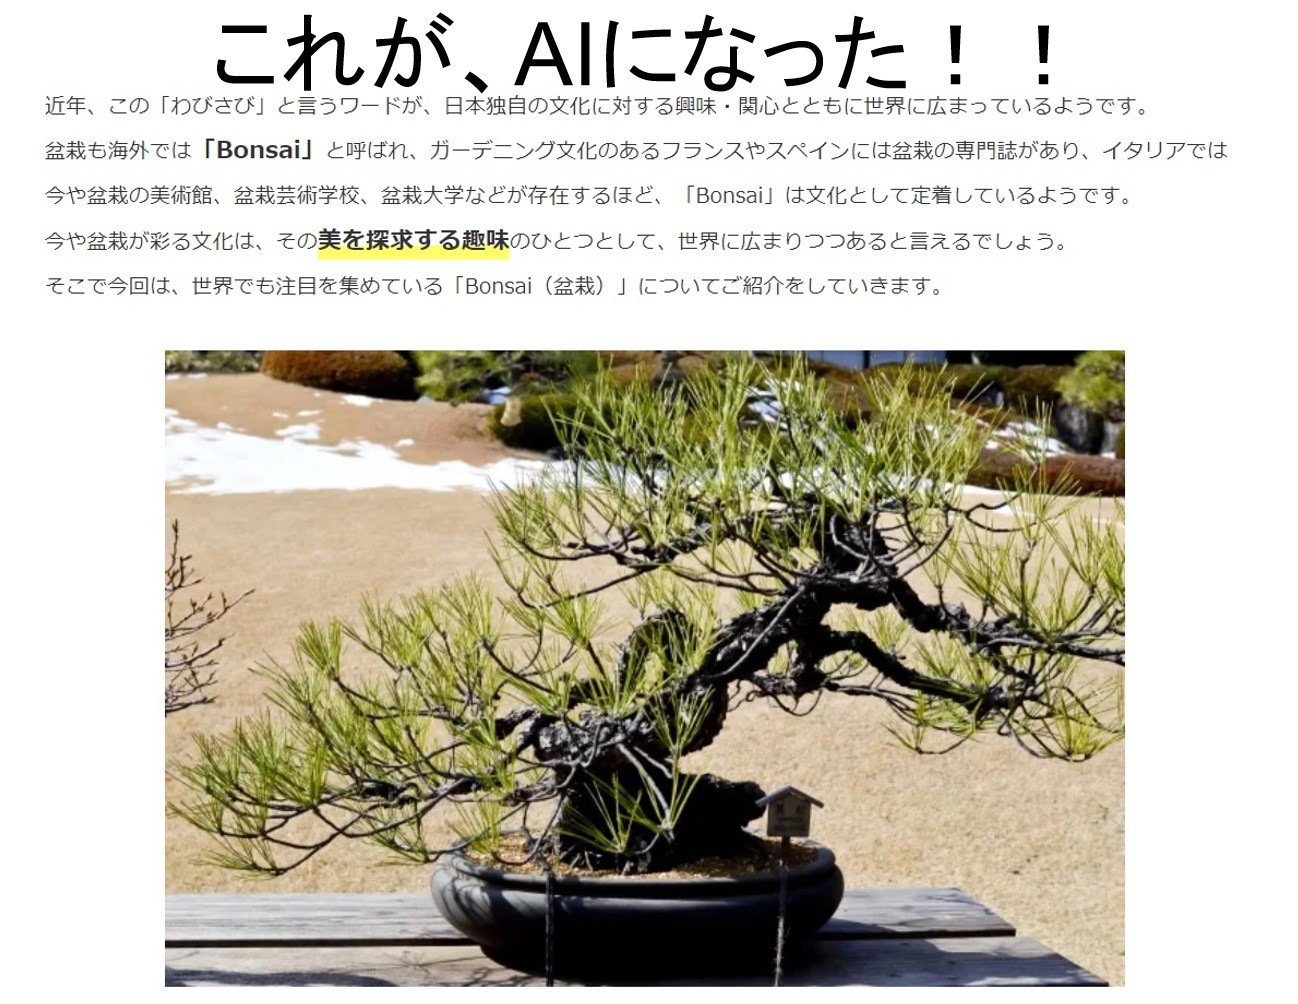 これが、AIになった！！
近年、この「わびさび」と言うワードが、日本独自の文化に対する興味・関心とともに世界に広まっているようです。
盆栽も海外では「Bonsai」と呼ばれ、ガーデニング文化のあるフランスやスペインには盆栽の専門誌があり、イタリアでは
今や盆栽の美術館、盆栽芸術学校、盆栽大学などが存在するほど、「Bonsai」は文化として定着しているようです。
今や盆栽が彩る文化は、その美を探求する趣味のひとつとして、世界に広まりつつあると言えるでしょう。
そこで今回は、世界でも注目を集めている「Bonsai（盆栽）」についてご紹介をしていきます。